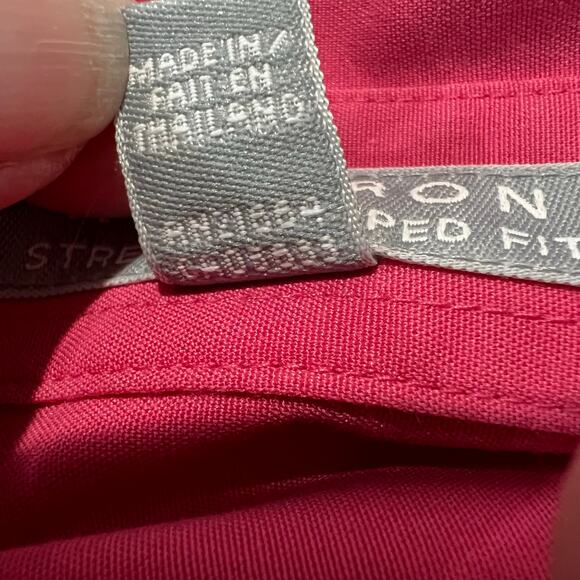 MADE IN/
FAIT EN
THAILAND
RON
STRE PED FIT